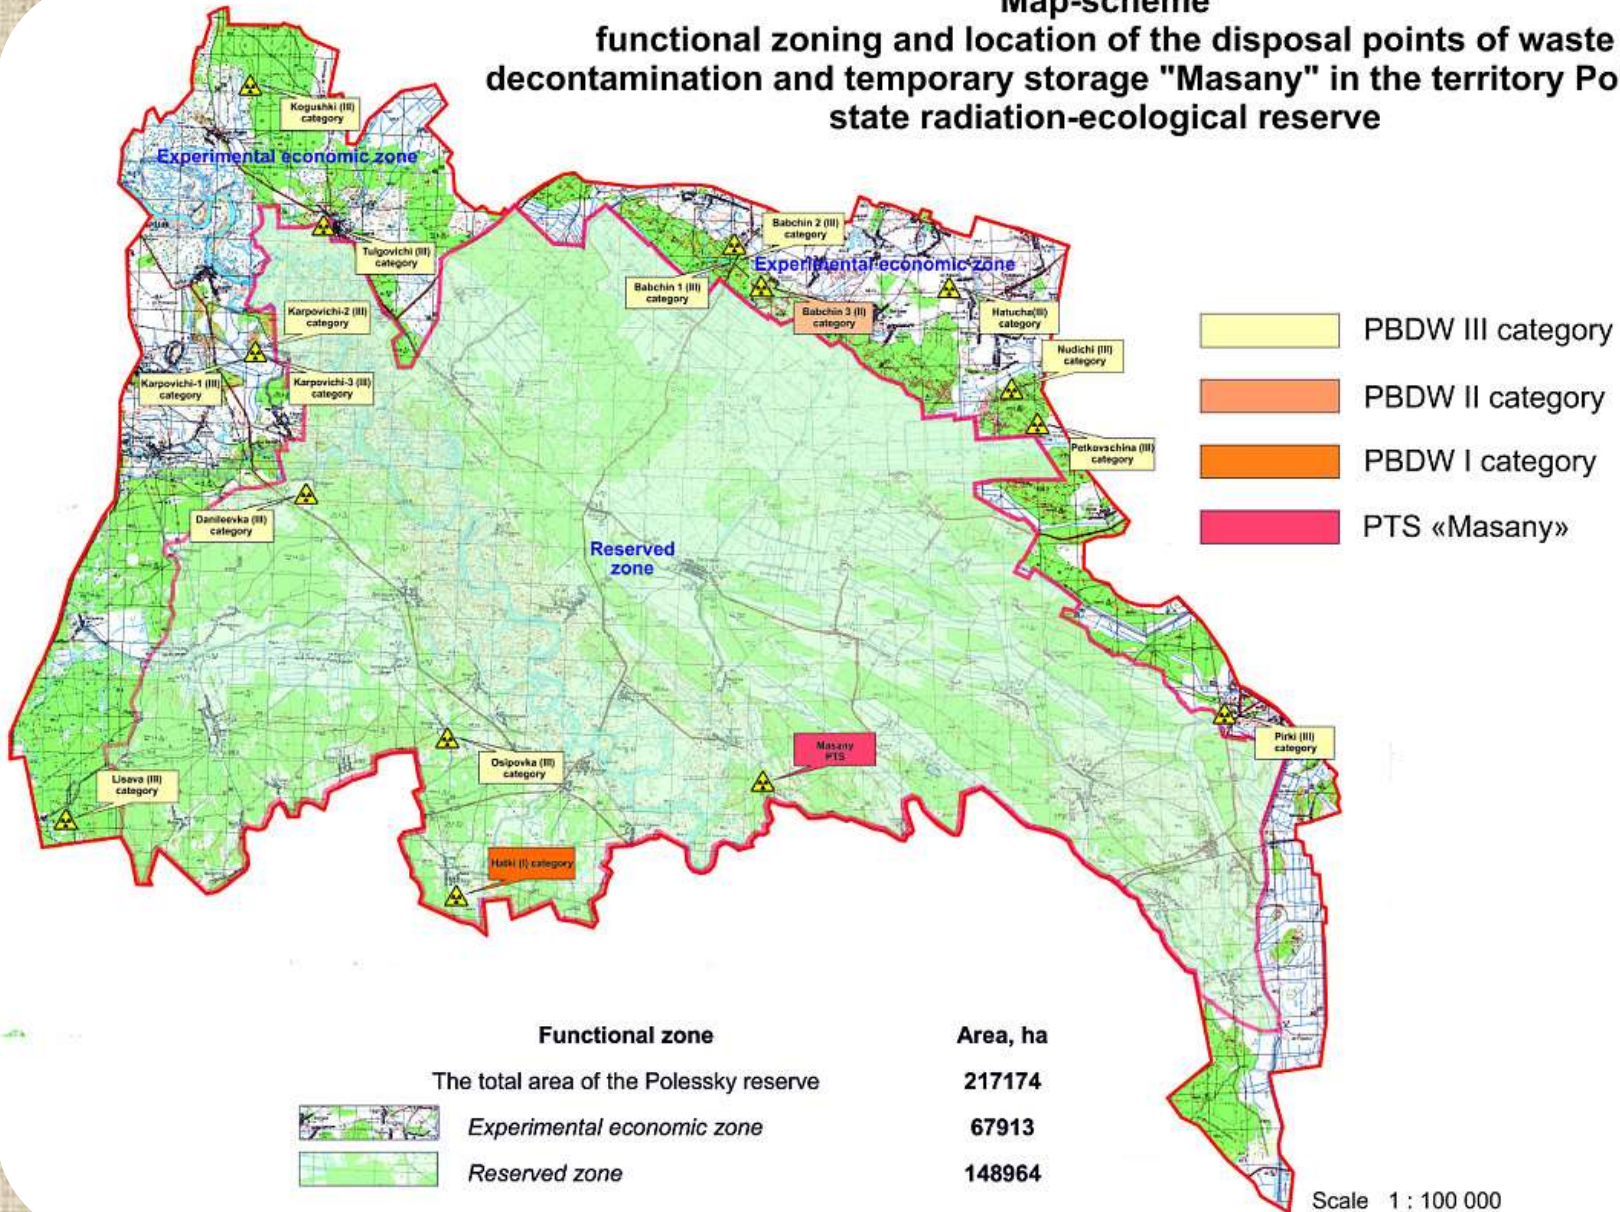 Map-scheme
functional zoning and location of the disposal points of waste
decontamination and temporary storage "Masany" in the territory Po
state radiation-ecological reserve
Kogushki (III)
category
Experimental economic zone
Tulgovichi (III)
category
Babchin 2 (III)
category
Experimental economic zone
Babchin 1 (III)
category
Babchin 3 (II)
category
Hatucha(III)
category
Karpovichi-2 (III)
category
Nudichi (III)
category
Karpovichi-1 (III)
category
Karpovichi-3 (III)
category
Petkovschina (III)
category
Danileevka (III)
category
Reserved
zone
Pirki (III)
category
Masany
PTS
Osipovka (III)
category
Lisava (III)
category
Hatki (I) category
PBDW III category
PBDW II category
PBDW I category
PTS «Masany»
Functional zone Area, ha
The total area of the Polessky reserve 217174
Experimental economic zone 67913
Reserved zone 148964
Scale 1 : 100 000